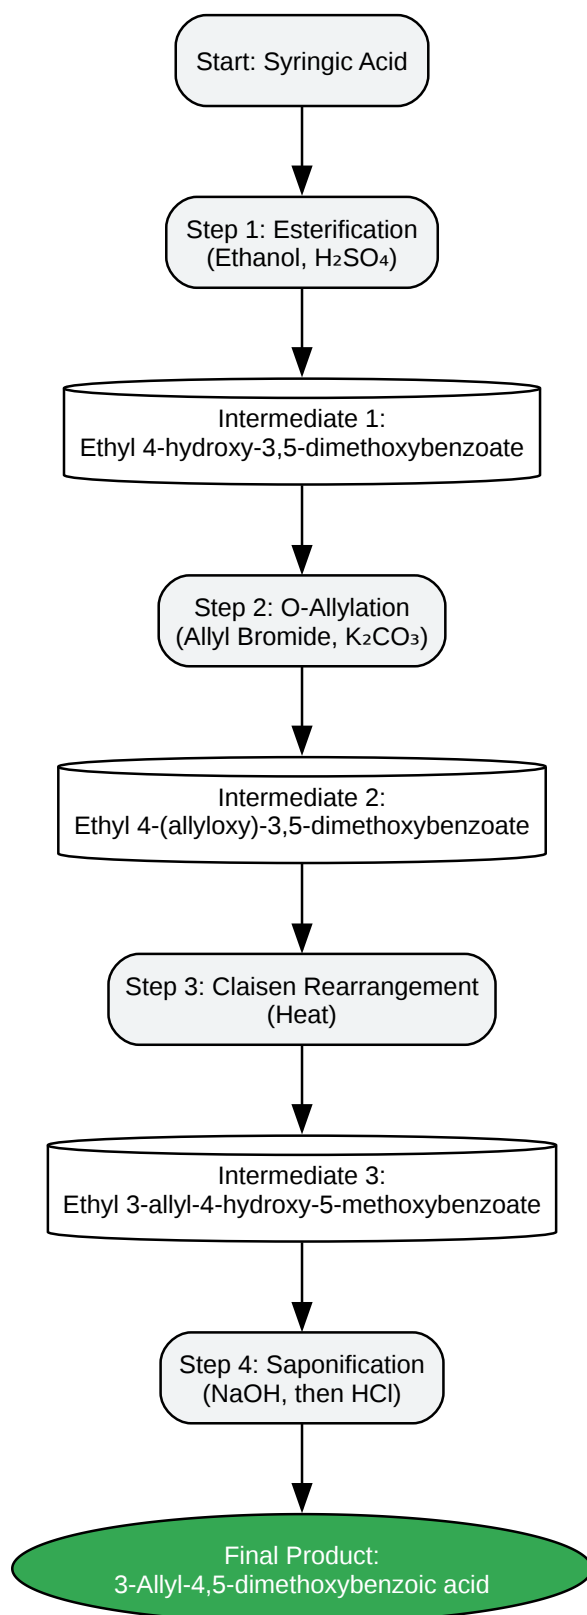 Start: Syringic Acid
Step 1: Esterification
(Ethanol, H₂SO₄)
Intermediate 1:
Ethyl 4-hydroxy-3,5-dimethoxybenzoate
Step 2: O-Allylation
(Allyl Bromide, K₂CO₃)
Intermediate 2:
Ethyl 4-(allyloxy)-3,5-dimethoxybenzoate
Step 3: Claisen Rearrangement
(Heat)
Intermediate 3:
Ethyl 3-allyl-4-hydroxy-5-methoxybenzoate
Step 4: Saponification
(NaOH, then HCl)
Final Product:
3-Allyl-4,5-dimethoxybenzoic acid